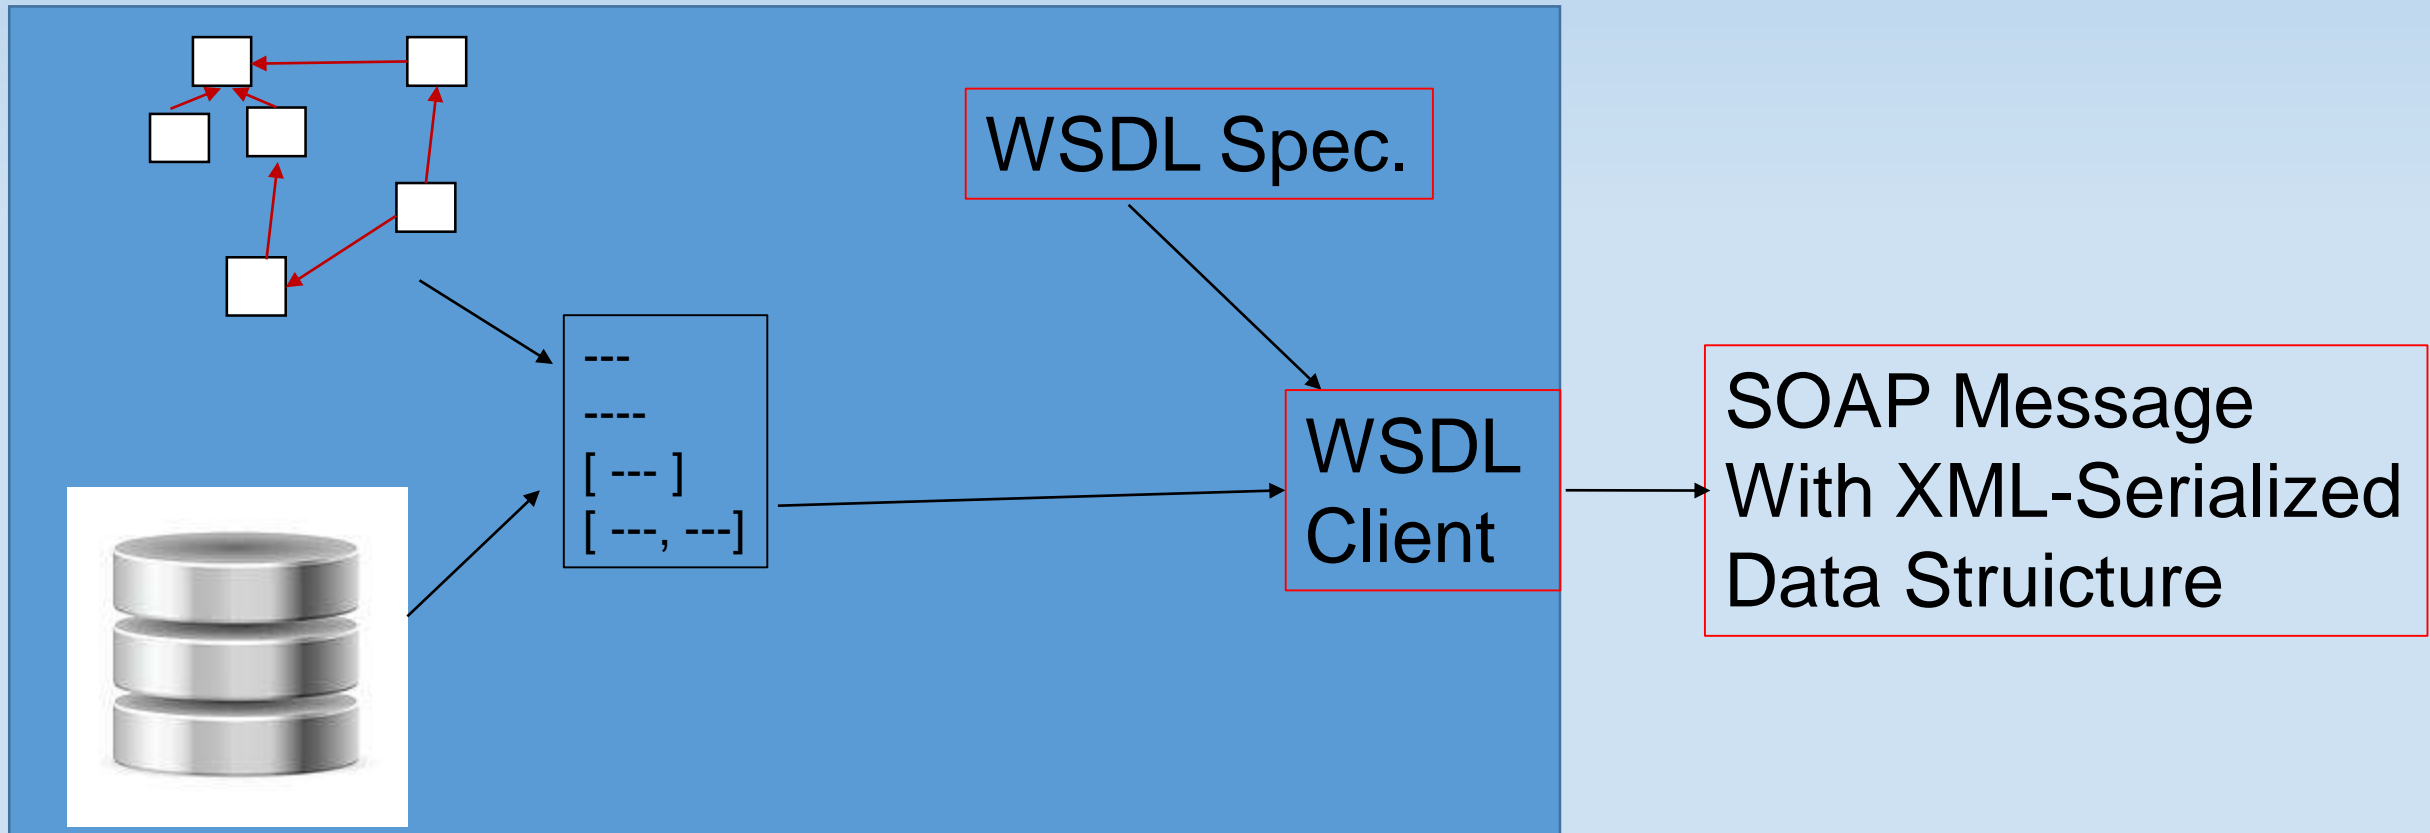 WSDL Spec.
---
----
[ --- ]
[ ---, ---]
WSDL
Client
SOAP Message
With XML-Serialized
Data Struicture